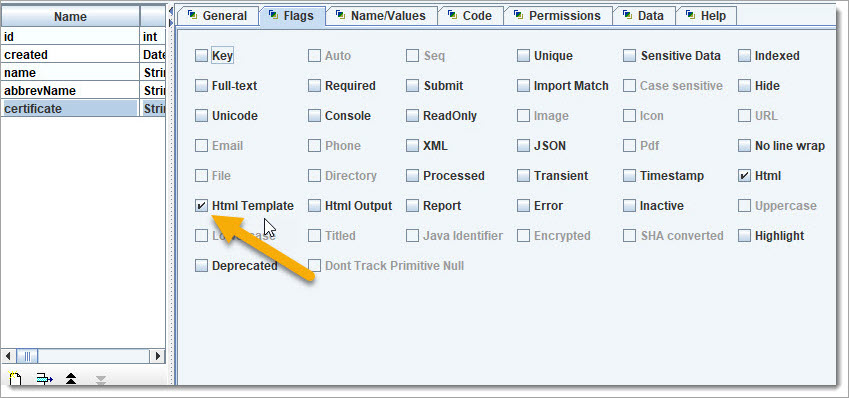 Name
General Flags Name/Values Code Permissions Data Help
id int
created Date
name Strin
abbrevName Strin
certificate Strin
Key Auto Seq Unique Sensitive Data Indexed
Full-text Required Submit Import Match Case sensitive Hide
Unicode Console ReadOnly Image Icon URL
Email Phone XML JSON Pdf No line wrap
File Directory Processed Transient Timestamp Html
Html Template Html Output Report Error Inactive Uppercase
Titled Java Identifier Encrypted SHA converted Highlight
Deprecated Dont Track Primitive Null